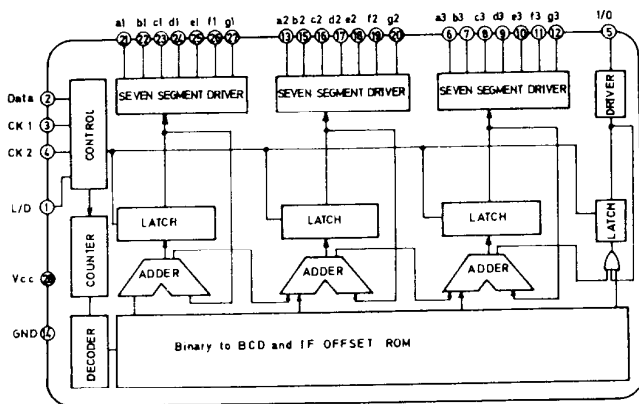 a1 b1 c1 d1 e1 f1 g1
21 22 23 24 25 26 27
a2 b2 c2 d2 e2 f2 g2
13 15 16 17 18 19 20
a3 b3 c3 d3 e3 f3 g3
6 7 8 9 10 11 12
1/0
5
SEVEN SEGMENT DRIVER
SEVEN SEGMENT DRIVER
SEVEN SEGMENT DRIVER
DRIVER
Data 2
CK 1 3
CK 2 4
L/D 1
Vcc 28
GND 14
CONTROL
COUNTER
DECODER
LATCH
LATCH
LATCH
LATCH
ADDER
ADDER
ADDER
Binary to BCD and IF OFFSET ROM